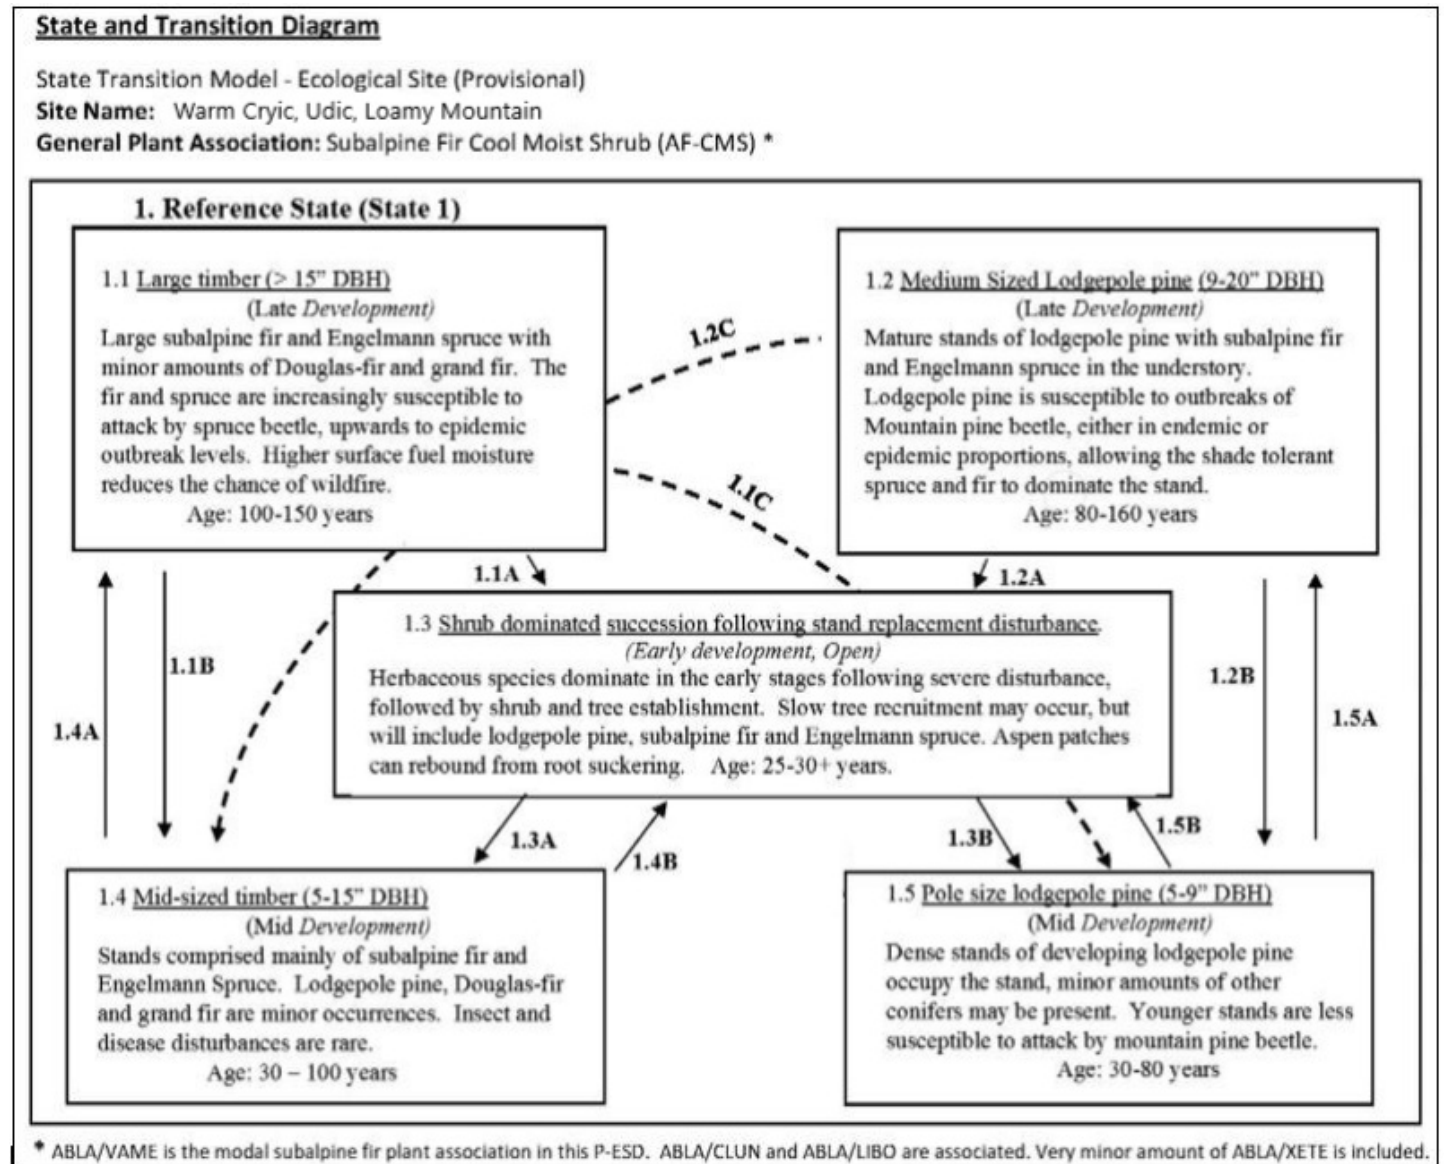 State and Transition Diagram
State Transition Model - Ecological Site (Provisional)
Site Name: Warm Cryic, Udic, Loamy Mountain
General Plant Association: Subalpine Fir Cool Moist Shrub (AF-CMS) *
1. Reference State (State 1)
1.1 Large timber (> 15" DBH)
(Late Development)
Large subalpine fir and Engelmann spruce with
minor amounts of Douglas-fir and grand fir. The
fir and spruce are increasingly susceptible to
attack by spruce beetle, upwards to epidemic
outbreak levels. Higher surface fuel moisture
reduces the chance of wildfire.
Age: 100-150 years
1.2C
1.1C
1.2 Medium Sized Lodgepole pine (9-20" DBH)
(Late Development)
Mature stands of lodgepole pine with subalpine fir
and Engelmann spruce in the understory.
Lodgepole pine is susceptible to outbreaks of
Mountain pine beetle, either in endemic or
epidemic proportions, allowing the shade tolerant
spruce and fir to dominate the stand.
Age: 80-160 years
1.1A
1.2A
1.3 Shrub dominated succession following stand replacement disturbance.
(Early development, Open)
Herbaceous species dominate in the early stages following severe disturbance,
followed by shrub and tree establishment. Slow tree recruitment may occur, but
will include lodgepole pine, subalpine fir and Engelmann spruce. Aspen patches
can rebound from root suckering. Age: 25-30+ years.
1.4A
1.1B
1.2B
1.5A
1.3A
1.4B
1.3B
1.5B
1.4 Mid-sized timber (5-15" DBH)
(Mid Development)
Stands comprised mainly of subalpine fir and
Engelmann Spruce. Lodgepole pine, Douglas-fir
and grand fir are minor occurrences. Insect and
disease disturbances are rare.
Age: 30 – 100 years
1.5 Pole size lodgepole pine (5-9" DBH)
(Mid Development)
Dense stands of developing lodgepole pine
occupy the stand, minor amounts of other
conifers may be present. Younger stands are less
susceptible to attack by mountain pine beetle.
Age: 30-80 years
* ABLA/VAME is the modal subalpine fir plant association in this P-ESD. ABLA/CLUN and ABLA/LIBO are associated. Very minor amount of ABLA/XETE is included.